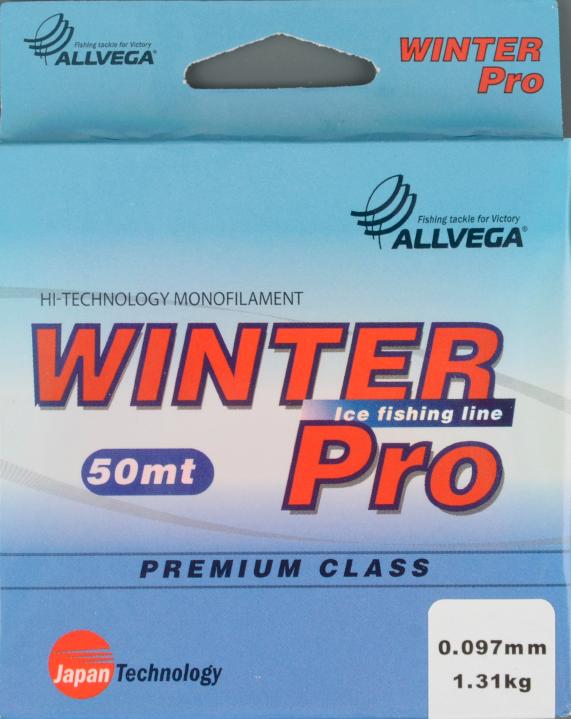 Fishing tackle for Victory
ALLVEGA®
WINTER
Pro
Fishing tackle for Victory
ALLVEGA®
HI-TECHNOLOGY MONOFILAMENT
WINTER
Ice fishing line
50mt
Pro
PREMIUM CLASS
Japan Technology
0.097mm
1.31kg